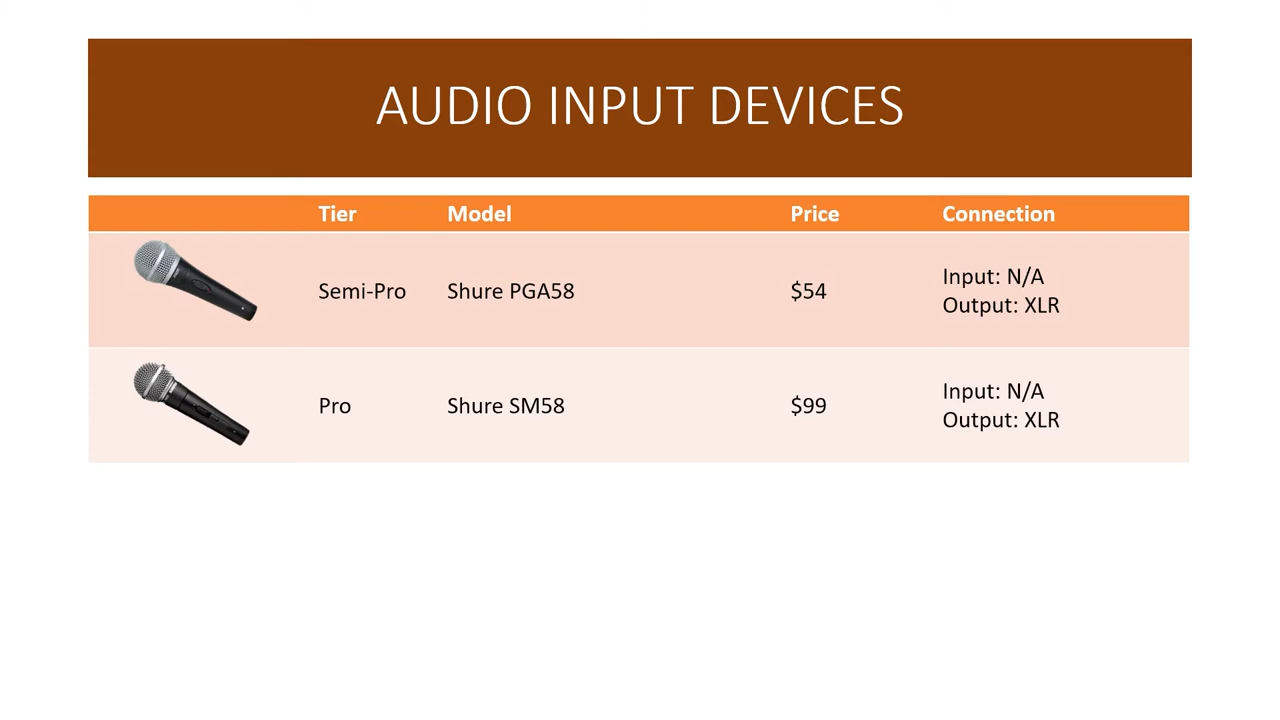 AUDIO INPUT DEVICES
Tier Model Price Connection
Semi-Pro Shure PGA58 $54 Input: N/A
Output: XLR
Pro Shure SM58 $99 Input: N/A
Output: XLR